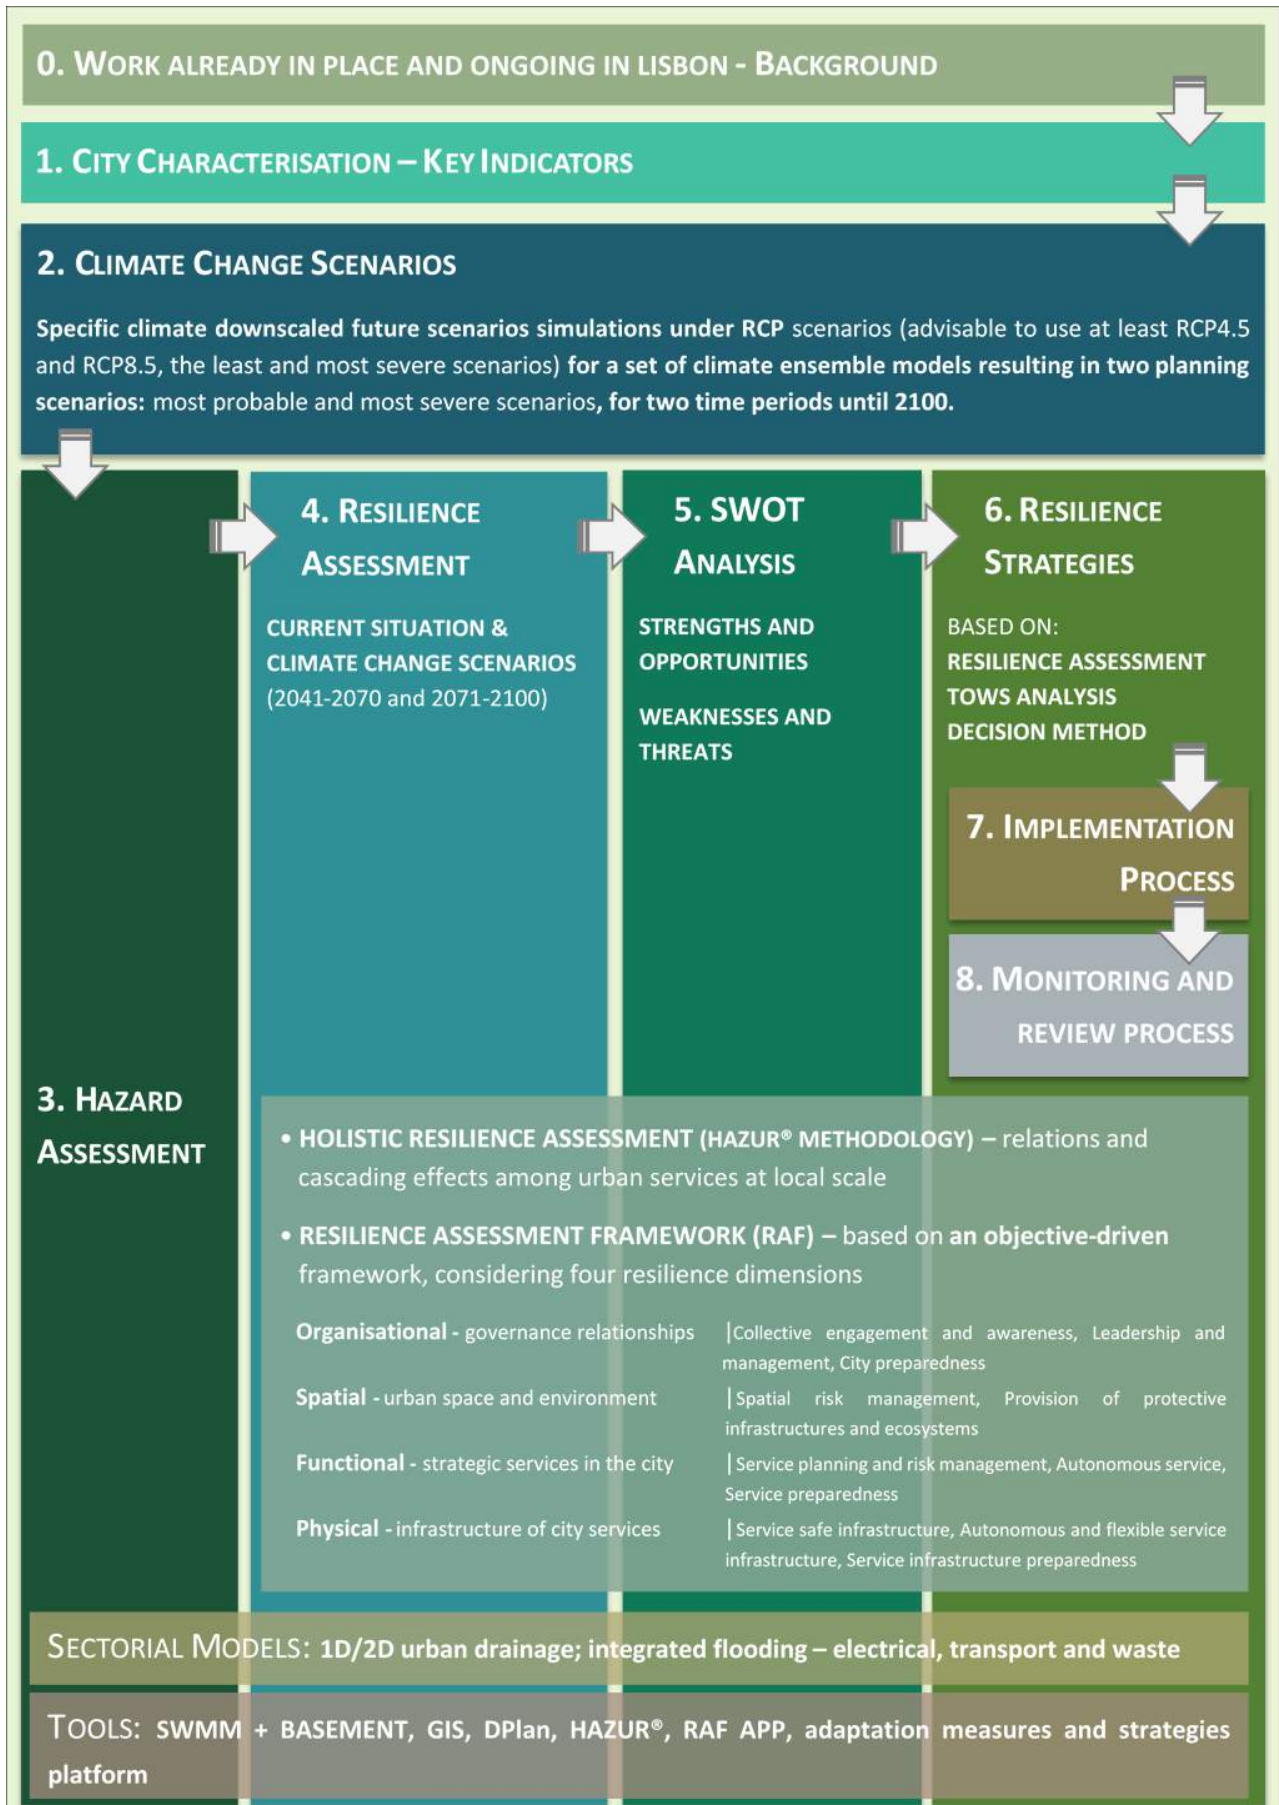 0. WORK ALREADY IN PLACE AND ONGOING IN LISBON - BACKGROUND
1. CITY CHARACTERISATION – KEY INDICATORS
2. CLIMATE CHANGE SCENARIOS
Specific climate downscaled future scenarios simulations under RCP scenarios (advisable to use at least RCP4.5
and RCP8.5, the least and most severe scenarios) for a set of climate ensemble models resulting in two planning
scenarios: most probable and most severe scenarios, for two time periods until 2100.
3. HAZARD
ASSESSMENT
4. RESILIENCE
ASSESSMENT
CURRENT SITUATION &
CLIMATE CHANGE SCENARIOS
(2041-2070 and 2071-2100)
5. SWOT
ANALYSIS
STRENGTHS AND
OPPORTUNITIES
WEAKNESSES AND
THREATS
6. RESILIENCE
STRATEGIES
BASED ON:
RESILIENCE ASSESSMENT
TOWS ANALYSIS
DECISION METHOD
7. IMPLEMENTATION
PROCESS
8. MONITORING AND
REVIEW PROCESS
• HOLISTIC RESILIENCE ASSESSMENT (HAZUR® METHODOLOGY) – relations and
cascading effects among urban services at local scale
• RESILIENCE ASSESSMENT FRAMEWORK (RAF) – based on an objective-driven
framework, considering four resilience dimensions
Organisational - governance relationships
|Collective engagement and awareness, Leadership and
management, City preparedness
Spatial - urban space and environment
|Spatial risk management, Provision of protective
infrastructures and ecosystems
Functional - strategic services in the city
|Service planning and risk management, Autonomous service,
Service preparedness
Physical - infrastructure of city services
|Service safe infrastructure, Autonomous and flexible service
infrastructure, Service infrastructure preparedness
SECTORIAL MODELS: 1D/2D urban drainage; integrated flooding – electrical, transport and waste
TOOLS: SWMM + BASEMENT, GIS, DPlan, HAZUR®, RAF APP, adaptation measures and strategies
platform